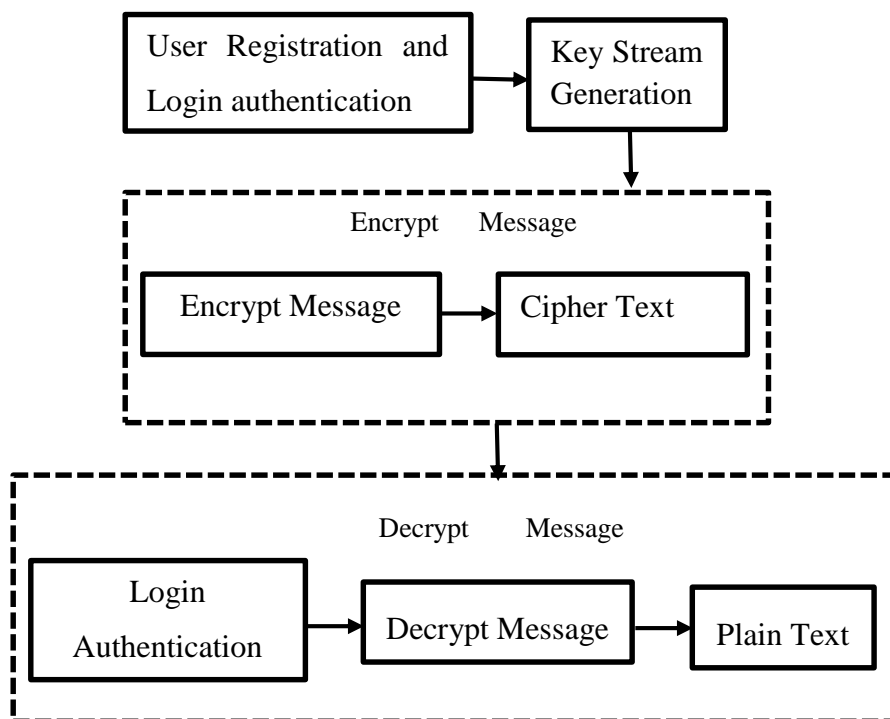 User Registration and
Login authentication
Key Stream
Generation
Encrypt Message
Encrypt Message
Cipher Text
Decrypt Message
Login
Authentication
Decrypt Message
Plain Text